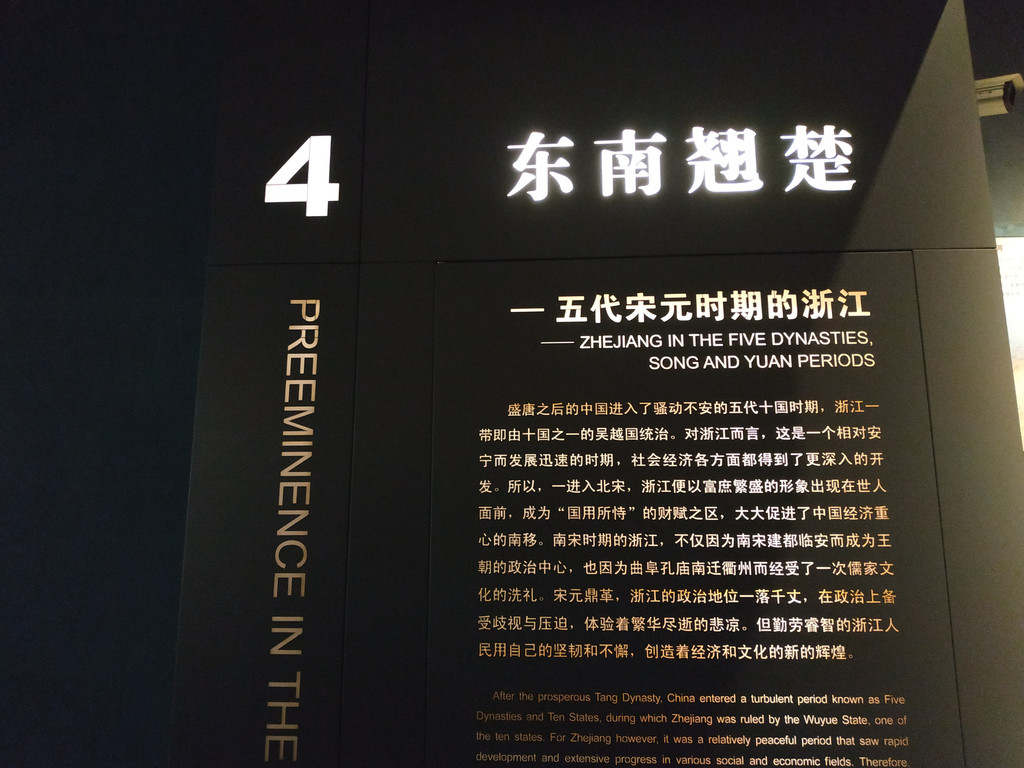 4
东南翘楚
PREEMINENCE IN THE
— 五代宋元时期的浙江
—— ZHEJIANG IN THE FIVE DYNASTIES,
SONG AND YUAN PERIODS
盛唐之后的中国进入了骚动不安的五代十国时期，浙江一
带即由十国之一的吴越国统治。对浙江而言，这是一个相对安
宁而发展迅速的时期，社会经济各方面都得到了更深入的开
发。所以，一进入北宋，浙江便以富庶繁盛的形象出现在世人
面前，成为“国用所恃”的财赋之区，大大促进了中国经济重
心的南移。南宋时期的浙江，不仅因为南宋建都临安而成为王
朝的政治中心，也因为曲阜孔庙南迁衢州而经受了一次儒家文
化的洗礼。宋元鼎革，浙江的政治地位一落千丈，在政治上备
受歧视与压迫，体验着繁华尽逝的悲凉。但勤劳睿智的浙江人
民用自己的坚韧和不懈，创造着经济和文化的新的辉煌。
After the prosperous Tang Dynasty, China entered a turbulent period known as Five
Dynasties and Ten States, during which Zhejiang was ruled by the Wuyue State, one of
the ten states. For Zhejiang however, it was a relatively peaceful period that saw rapid
development and extensive progress in various social and economic fields. Therefore,